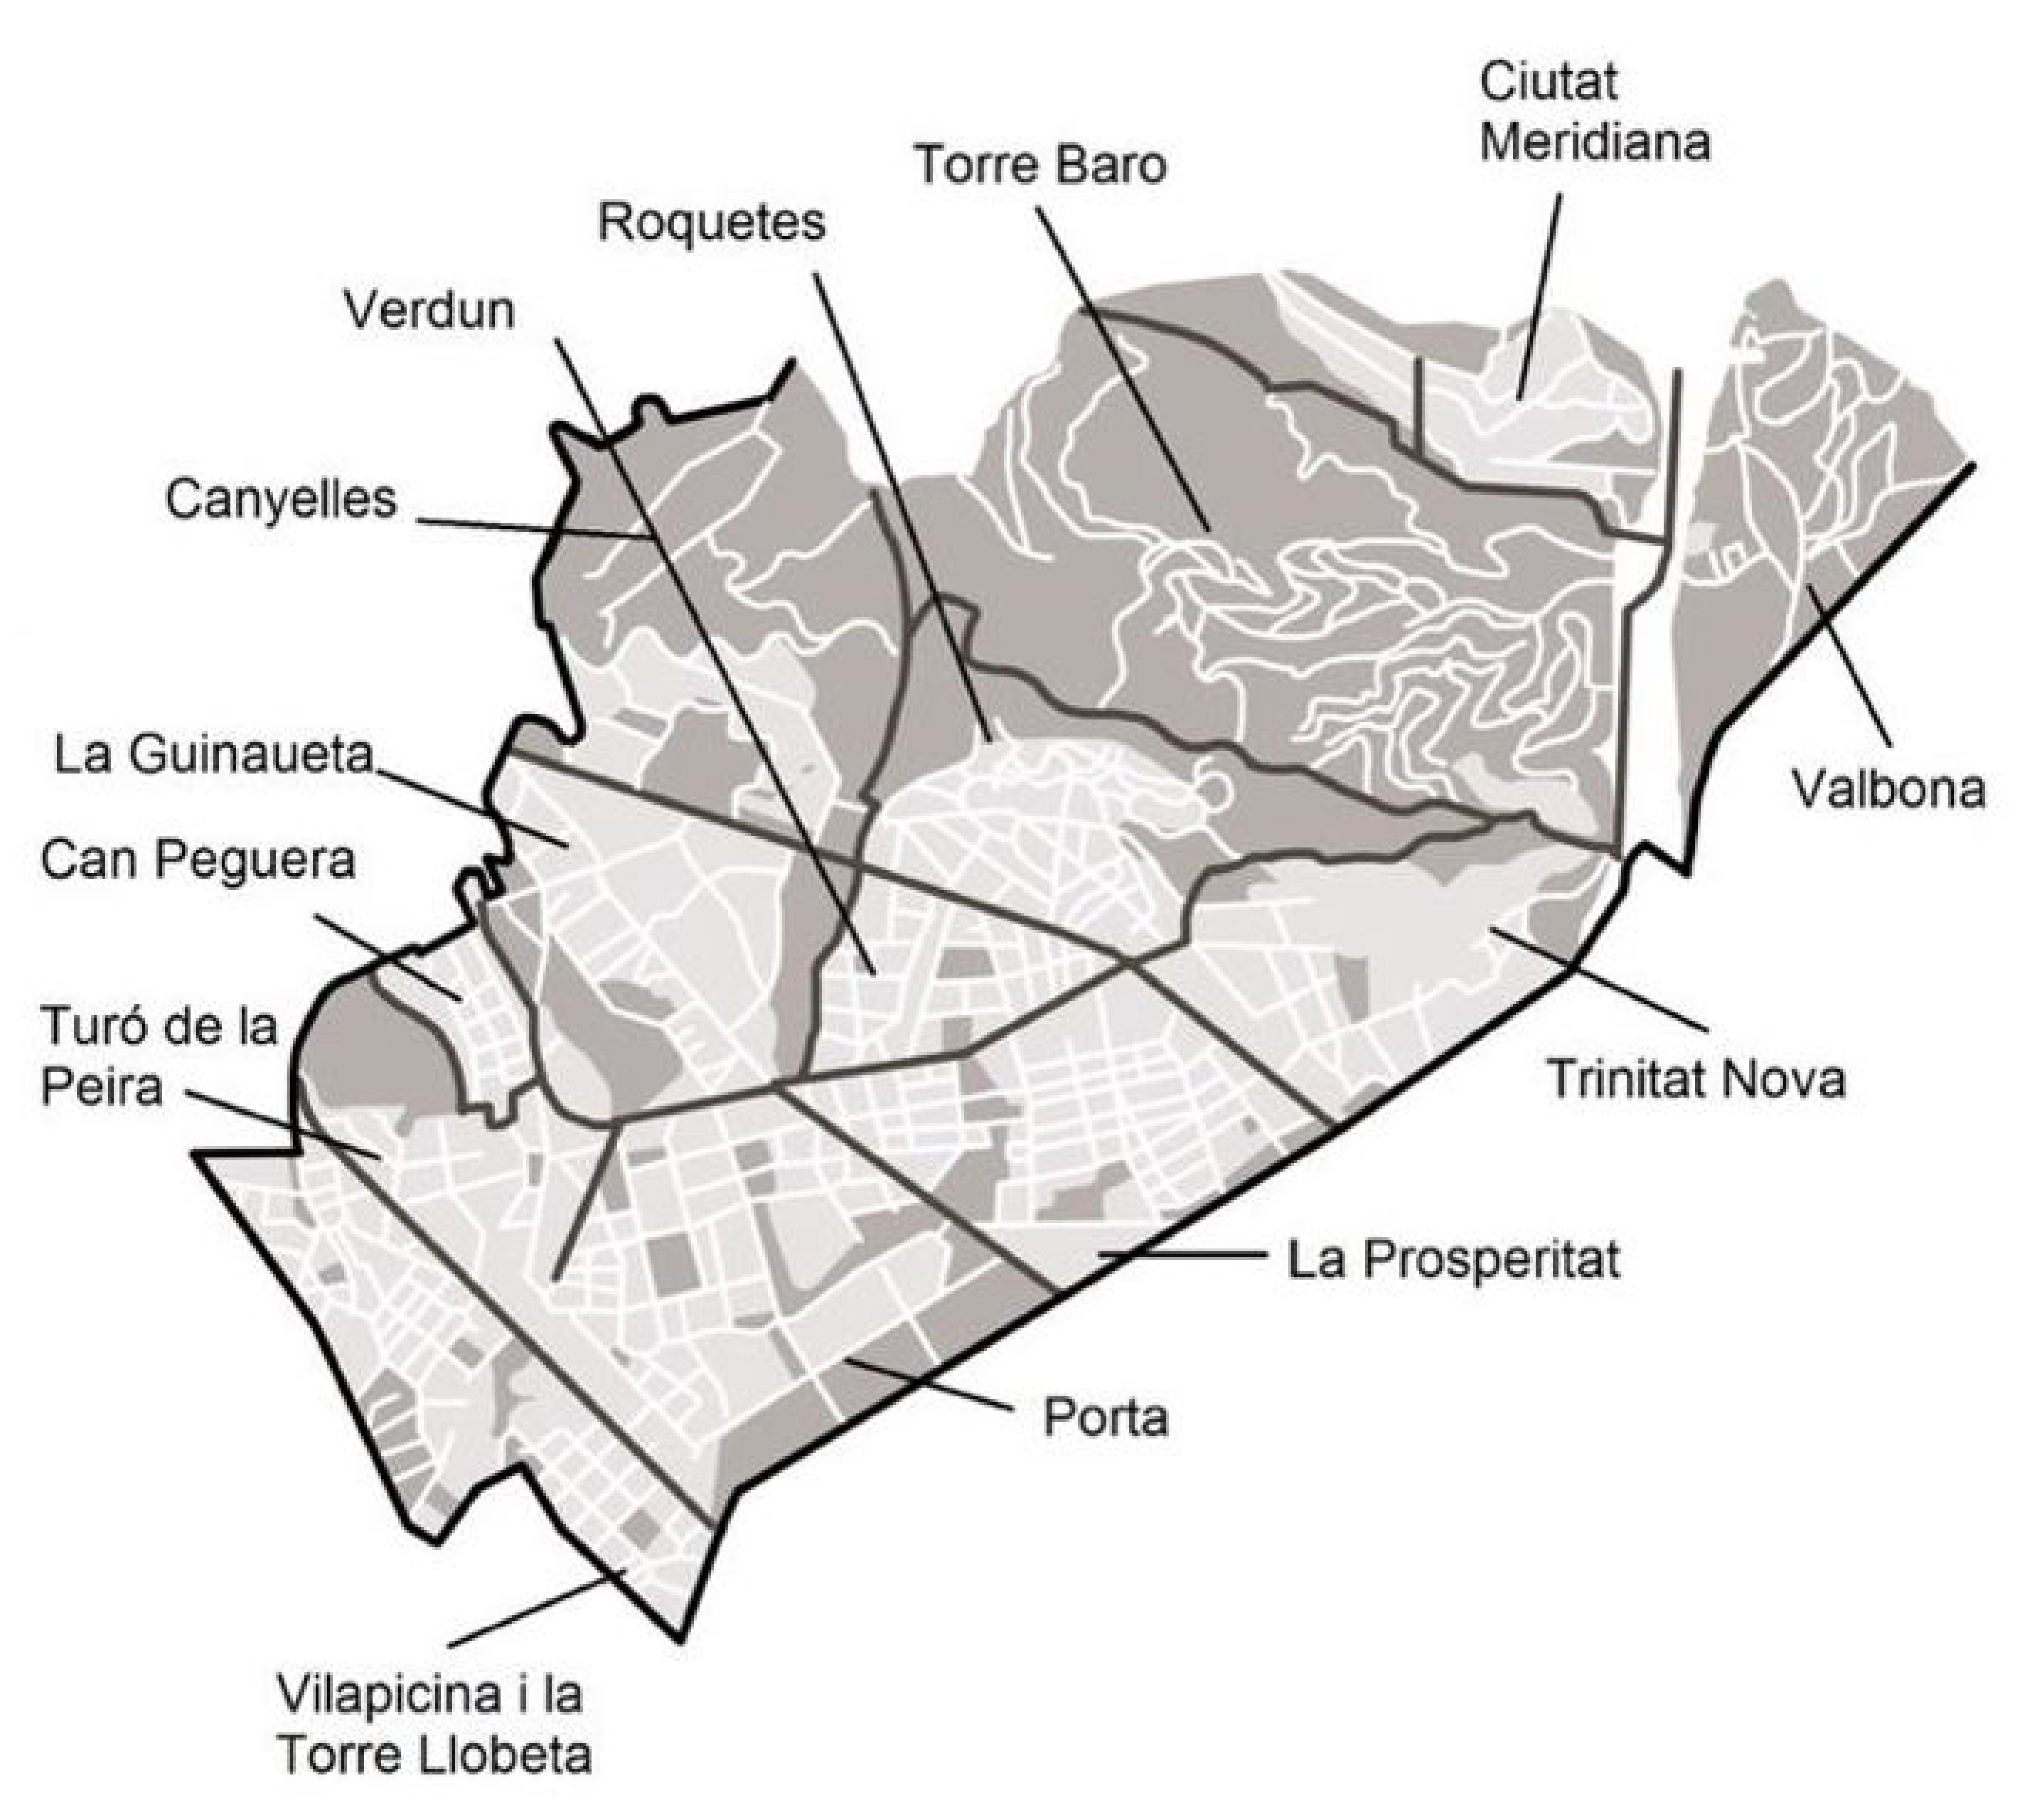 Ciutat
Meridiana
Torre Baro
Roquetes
Verdun
Canyelles
La Guinaueta
Can Peguera
Turó de la
Peira
Valbona
Trinitat Nova
La Prosperitat
Porta
Vilapicina i la
Torre Llobeta